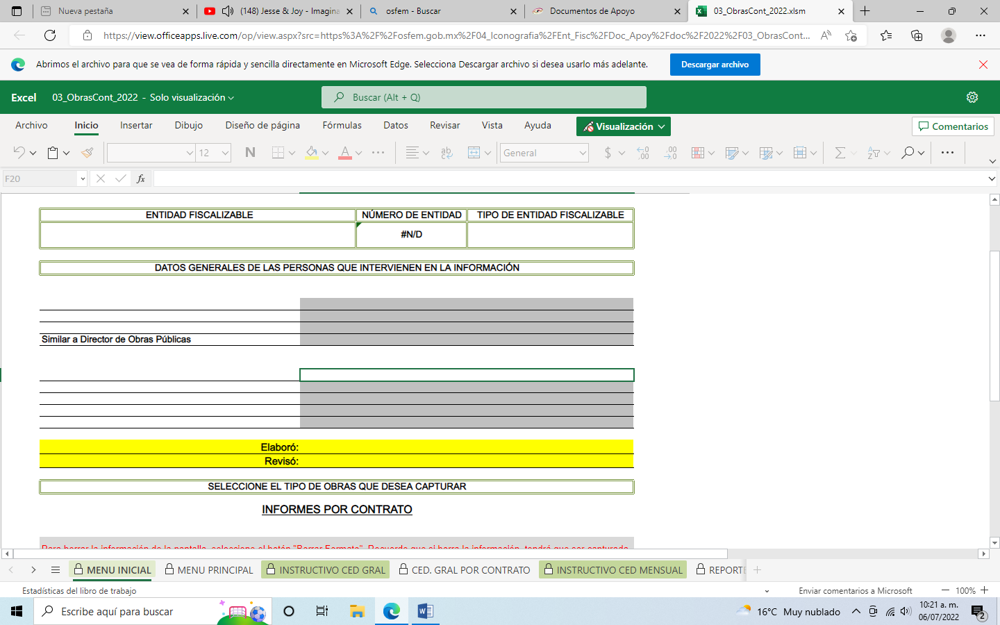 Nueva pestaña
(148) Jesse & Joy - Imagina
osfem - Buscar
Documentos de Apoyo
03_ObrasCont_2022.xlsm
https://view.officeapps.live.com/op/view.aspx?src=https%3A%2F%2Fosfem.gob.mx%2F04_Iconografia%2FEnt_Fisc%2FDoc_Apoy%2Fdoc%2F2022%2F03_ObrasCont...
Abrimos el archivo para que se vea de forma rápida y sencilla directamente en Microsoft Edge. Selecciona Descargar archivo si desea usarlo más adelante.
Descargar archivo
Excel
03_ObrasCont_2022 - Solo visualización
Buscar (Alt + Q)
Archivo Inicio Insertar Dibujo Diseño de página Fórmulas Datos Revisar Vista Ayuda Visualización Comentarios
12 N General
F20 fx
ENTIDAD FISCALIZABLE NÚMERO DE ENTIDAD TIPO DE ENTIDAD FISCALIZABLE
#N/D
DATOS GENERALES DE LAS PERSONAS QUE INTERVIENEN EN LA INFORMACIÓN
Similar a Director de Obras Públicas
Elaboró:
Revisó:
SELECCIONE EL TIPO DE OBRAS QUE DESEA CAPTURAR
INFORMES POR CONTRATO
Para borrar la información de la pantalla, seleccione el botón "Borrar Formato". Recuerde que si borra la información, tendrá que ser capturada
MENU INICIAL MENU PRINCIPAL INSTRUCTIVO CED GRAL CED. GRAL POR CONTRATO INSTRUCTIVO CED MENSUAL REPORTE
Estadísticas del libro de trabajo
Enviar comentarios a Microsoft
100%
Escribe aquí para buscar
16°C Muy nublado
10:21 a. m.
06/07/2022
2